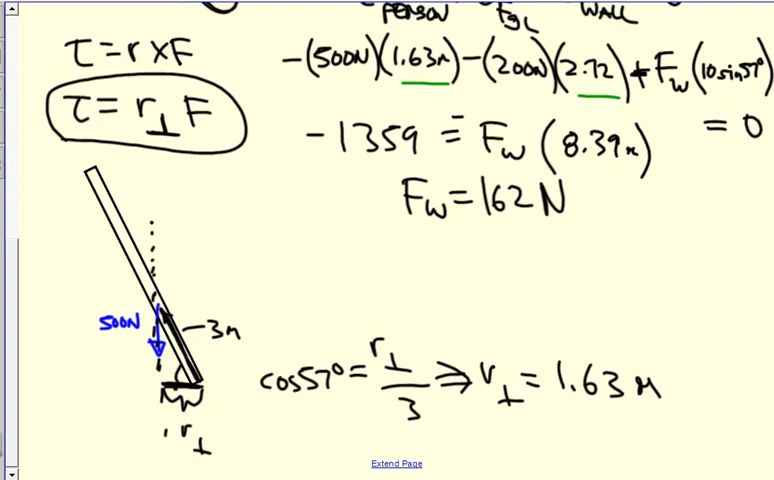 PERSON FgL WALL
τ = r x F
-(500N)(1.63m) - (200N)(2.72) + Fw(10sin57°)
= 0
τ = r⊥ F
-1359 = Fw (8.39m)
Fw = 162 N
500N
3m
cos57° = r⊥/3 ⇒ r⊥ = 1.63 m
r⊥
Extend Page